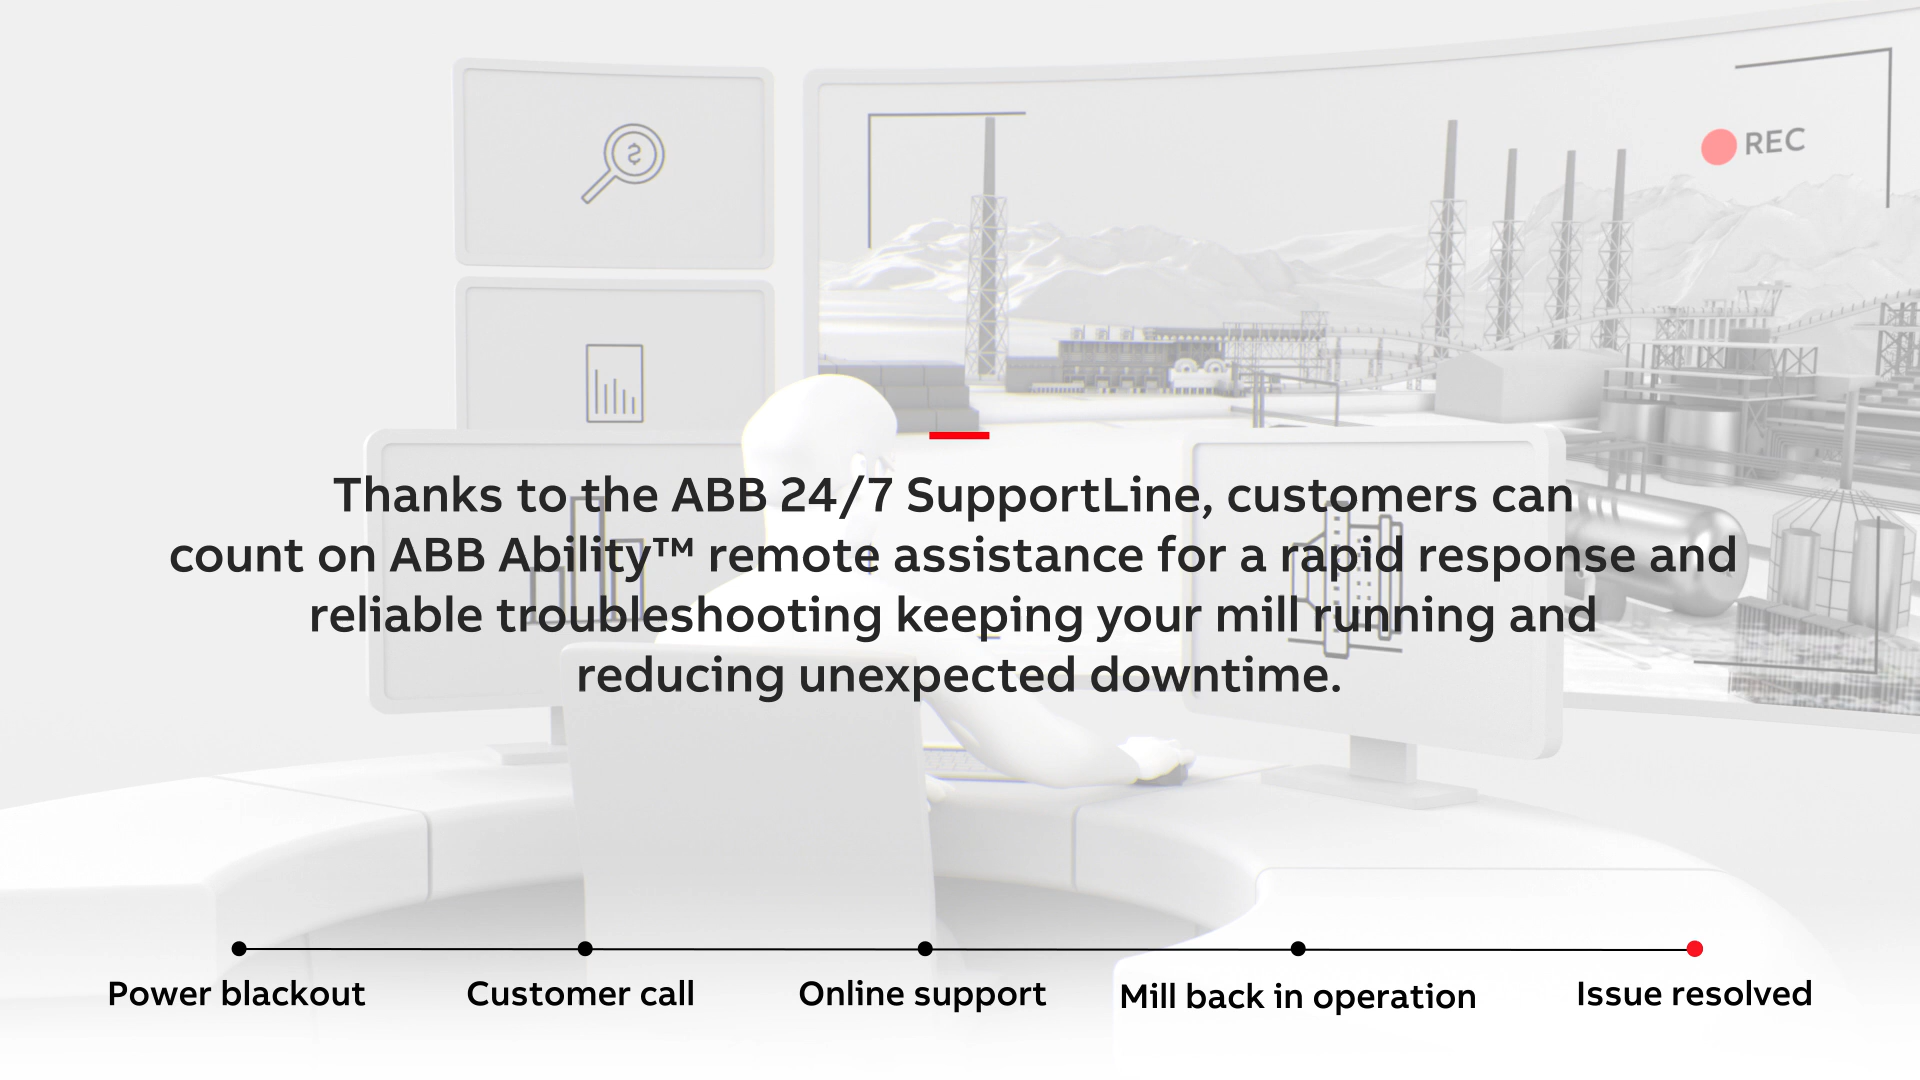 REC
Thanks to the ABB 24/7 SupportLine, customers can
count on ABB Ability™ remote assistance for a rapid response and
reliable troubleshooting keeping your mill running and
reducing unexpected downtime.
Power blackout
Customer call
Online support
Mill back in operation
Issue resolved